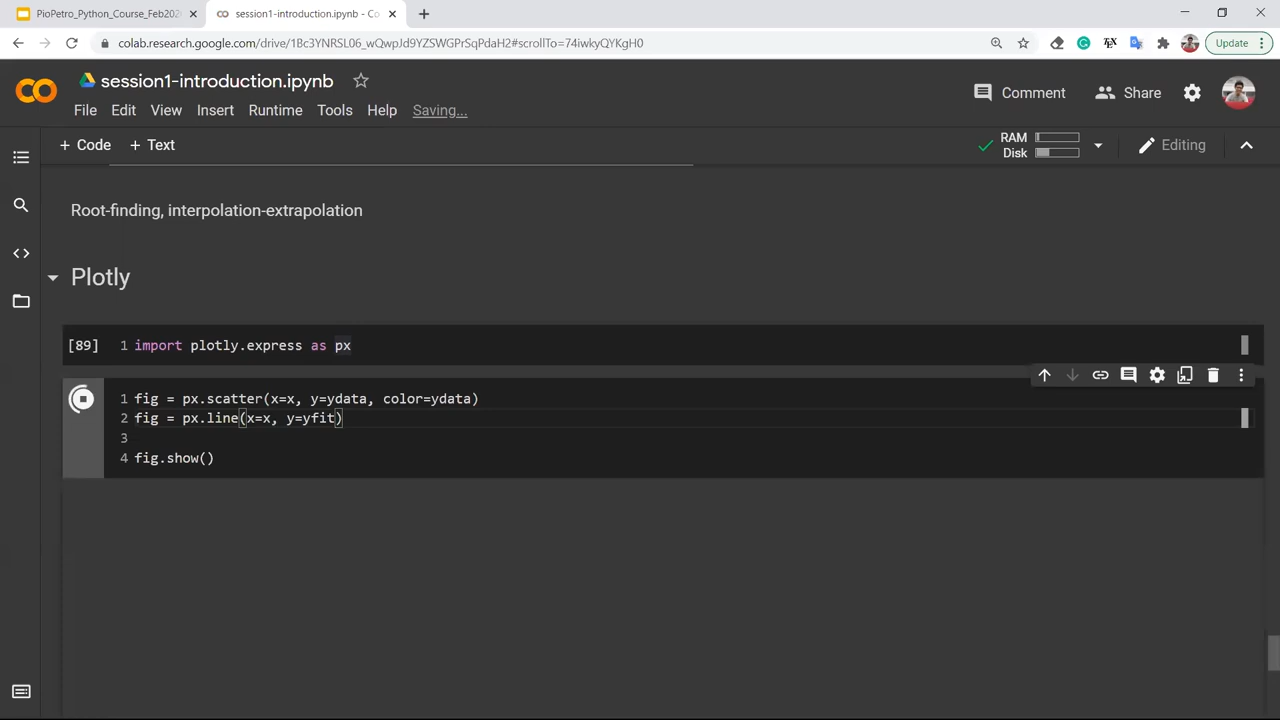 PioPetro_Python_Course_Feb202
session1-introduction.ipynb - Co
colab.research.google.com/drive/1Bc3YNRSL06_wQwpJd9YZSWGPrSqPdaH2#scrollTo=74iwkyQYKgH0
Update
session1-introduction.ipynb
Comment
Share
File Edit View Insert Runtime Tools Help Saving...
+ Code + Text
RAM
Disk
Editing
Root-finding, interpolation-extrapolation
Plotly
[89] 1 import plotly.express as px
1 fig = px.scatter(x=x, y=ydata, color=ydata)
2 fig = px.line(x=x, y=yfit)
3
4 fig.show()